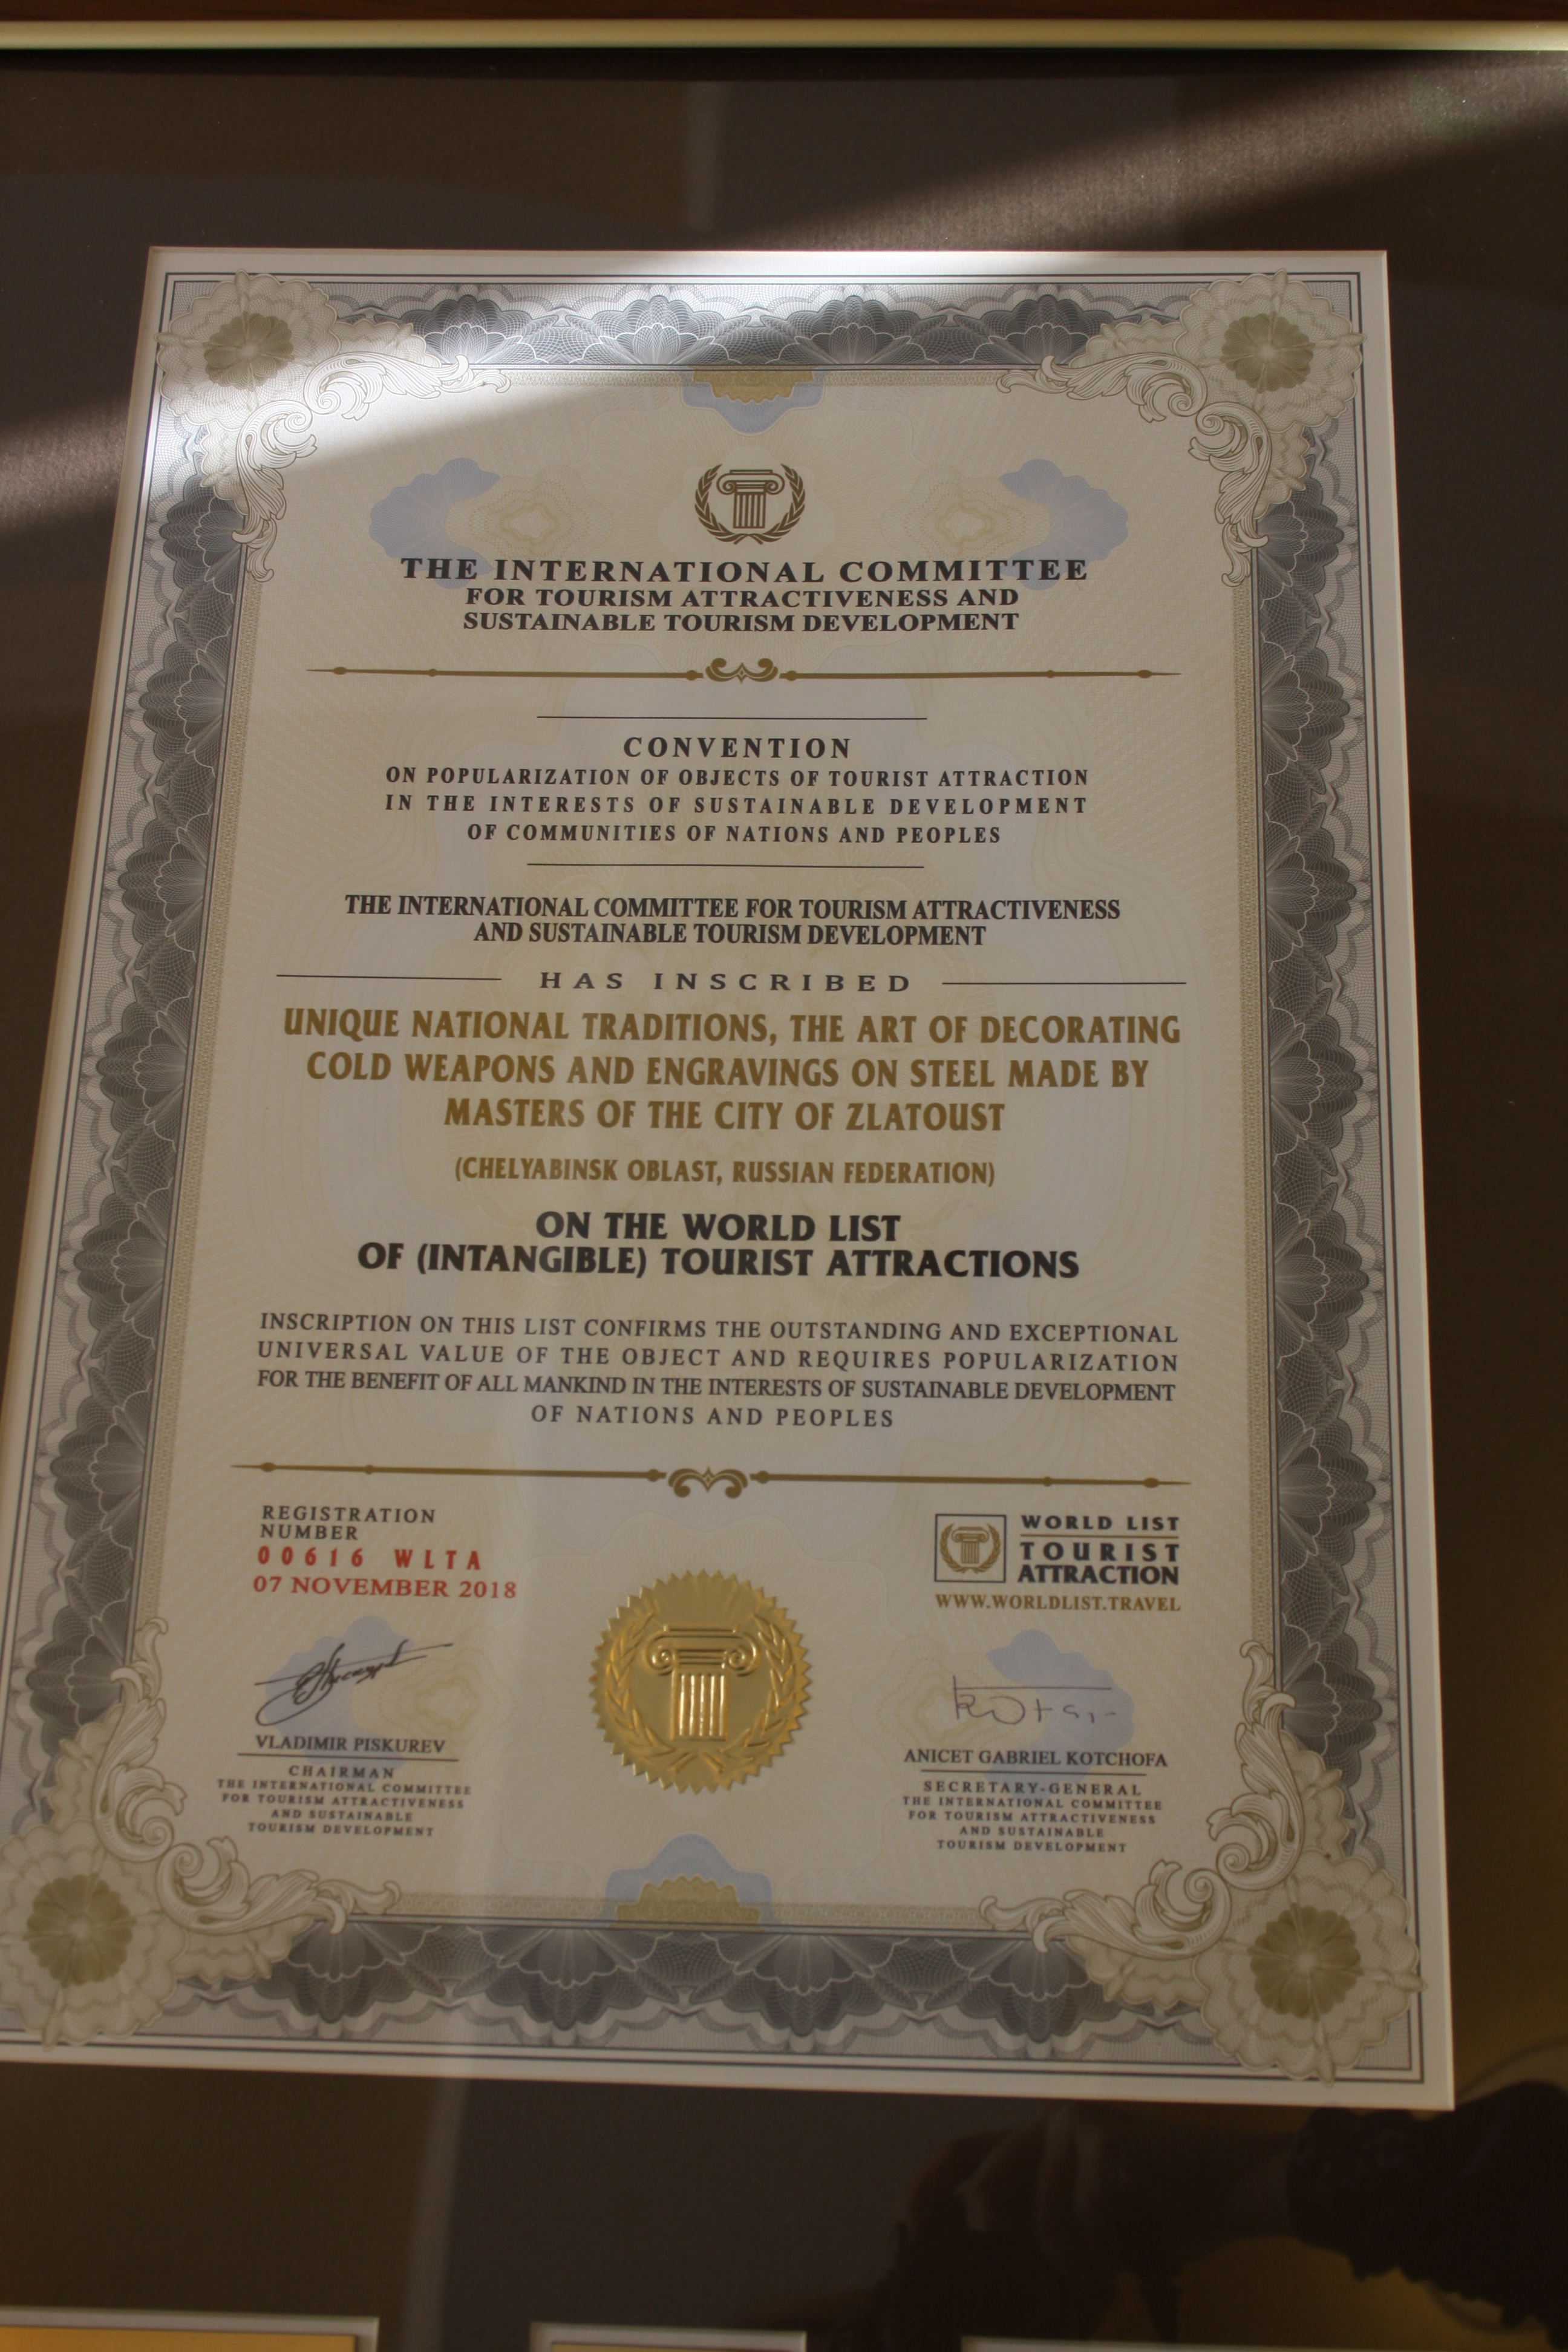 THE INTERNATIONAL COMMITTEE
FOR TOURISM ATTRACTIVENESS AND
SUSTAINABLE TOURISM DEVELOPMENT
CONVENTION
ON POPULARIZATION OF OBJECTS OF TOURIST ATTRACTION
IN THE INTERESTS OF SUSTAINABLE DEVELOPMENT
OF COMMUNITIES OF NATIONS AND PEOPLES
THE INTERNATIONAL COMMITTEE FOR TOURISM ATTRACTIVENESS
AND SUSTAINABLE TOURISM DEVELOPMENT
HAS INSCRIBED
UNIQUE NATIONAL TRADITIONS, THE ART OF DECORATING
COLD WEAPONS AND ENGRAVINGS ON STEEL MADE BY
MASTERS OF THE CITY OF ZLATOUST
(CHELYABINSK OBLAST, RUSSIAN FEDERATION)
ON THE WORLD LIST
OF (INTANGIBLE) TOURIST ATTRACTIONS
INSCRIPTION ON THIS LIST CONFIRMS THE OUTSTANDING AND EXCEPTIONAL
UNIVERSAL VALUE OF THE OBJECT AND REQUIRES POPULARIZATION
FOR THE BENEFIT OF ALL MANKIND IN THE INTERESTS OF SUSTAINABLE DEVELOPMENT
OF NATIONS AND PEOPLES
REGISTRATION
NUMBER
00616 WLTA
07 NOVEMBER 2018
VLADIMIR PISKUREV
CHAIRMAN
THE INTERNATIONAL COMMITTEE
FOR TOURISM ATTRACTIVENESS
AND SUSTAINABLE
TOURISM DEVELOPMENT
WORLD LIST
TOURIST
ATTRACTION
WWW.WORLDLIST.TRAVEL
ANICET GABRIEL KOTCHOFA
SECRETARY-GENERAL
THE INTERNATIONAL COMMITTEE
FOR TOURISM ATTRACTIVENESS
AND SUSTAINABLE
TOURISM DEVELOPMENT